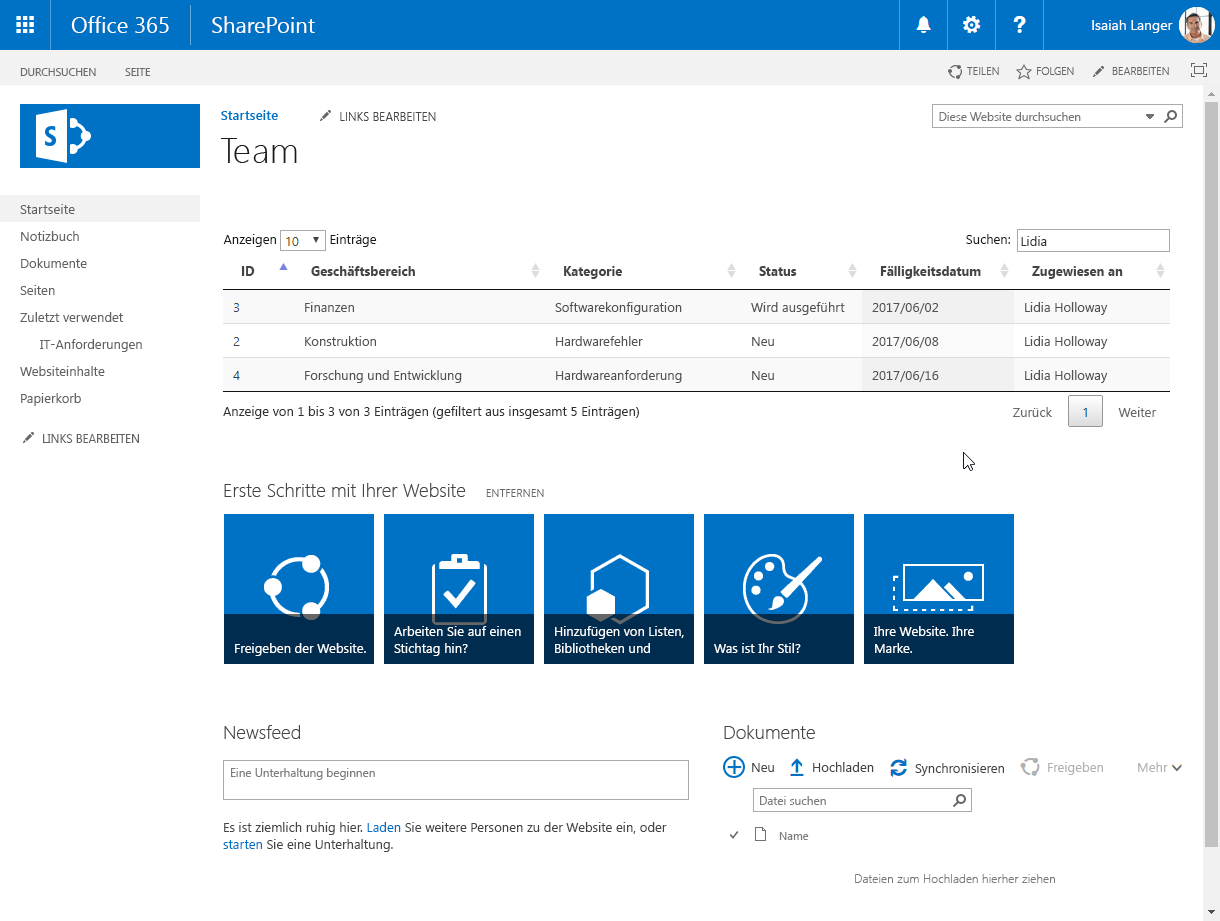 Office 365 SharePoint Isaiah Langer
DURCHSUCHEN SEITE TEILEN FOLGEN BEARBEITEN
S
Startseite LINKS BEARBEITEN Diese Website durchsuchen
Team
Startseite
Notizbuch
Dokumente
Seiten
Zuletzt verwendet
IT-Anforderungen
Websiteinhalte
Papierkorb
LINKS BEARBEITEN
Anzeigen 10 Einträge Suchen: Lidia
ID Geschäftsbereich Kategorie Status Fälligkeitsdatum Zugewiesen an
3 Finanzen Softwarekonfiguration Wird ausgeführt 2017/06/02 Lidia Holloway
2 Konstruktion Hardwarefehler Neu 2017/06/08 Lidia Holloway
4 Forschung und Entwicklung Hardwareanforderung Neu 2017/06/16 Lidia Holloway
Anzeige von 1 bis 3 von 3 Einträgen (gefiltert aus insgesamt 5 Einträgen) Zurück 1 Weiter
Erste Schritte mit Ihrer Website ENTFERNEN
Freigeben der Website.
Arbeiten Sie auf einen
Stichtag hin?
Hinzufügen von Listen,
Bibliotheken und
Was ist Ihr Stil?
Ihre Website. Ihre
Marke.
Newsfeed
Eine Unterhaltung beginnen
Es ist ziemlich ruhig hier. Laden Sie weitere Personen zu der Website ein, oder
starten Sie eine Unterhaltung.
Dokumente
Neu Hochladen Synchronisieren Freigeben Mehr
Datei suchen
Name
Dateien zum Hochladen hierher ziehen